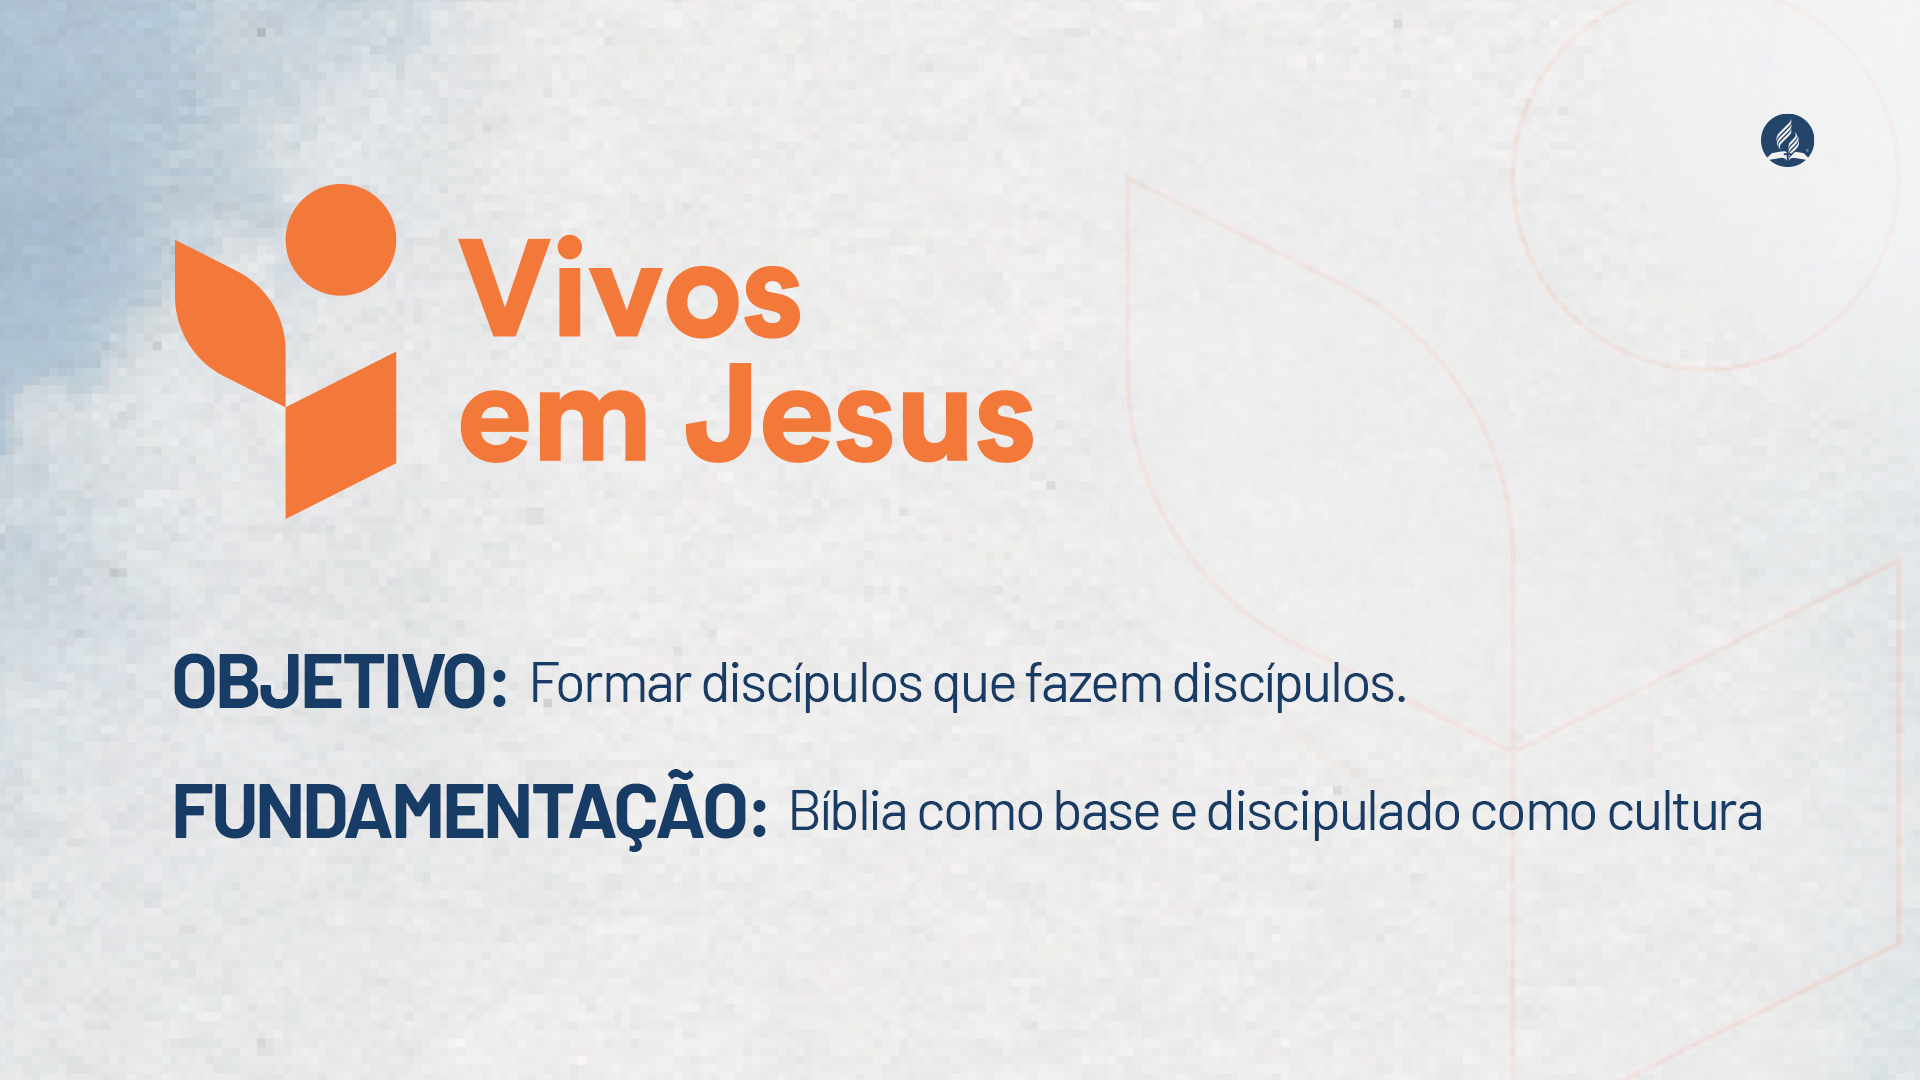 Vivos
em Jesus
OBJETIVO: Formar discípulos que fazem discípulos.
FUNDAMENTAÇÃO: Bíblia como base e discipulado como cultura